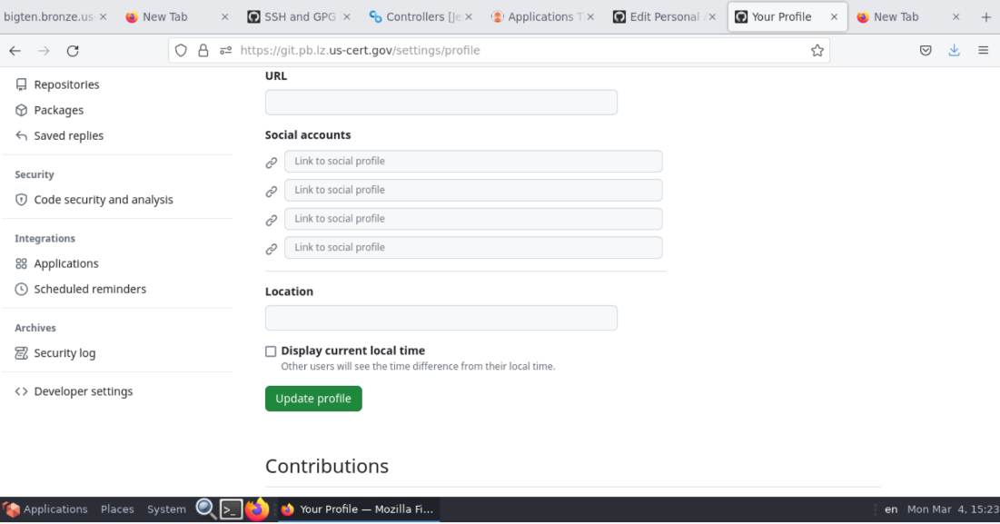 bigten.bronze.us-
New Tab
SSH and GPG
Controllers [Je
Applications T
Edit Personal A
Your Profile
New Tab
https://git.pb.lz.us-cert.gov/settings/profile
Repositories
Packages
Saved replies
Security
Code security and analysis
Integrations
Applications
Scheduled reminders
Archives
Security log
Developer settings
URL
Social accounts
Link to social profile
Link to social profile
Link to social profile
Link to social profile
Location
Display current local time
Other users will see the time difference from their local time.
Update profile
Contributions
Applications Places System
Your Profile — Mozilla Fi...
en Mon Mar 4, 15:23